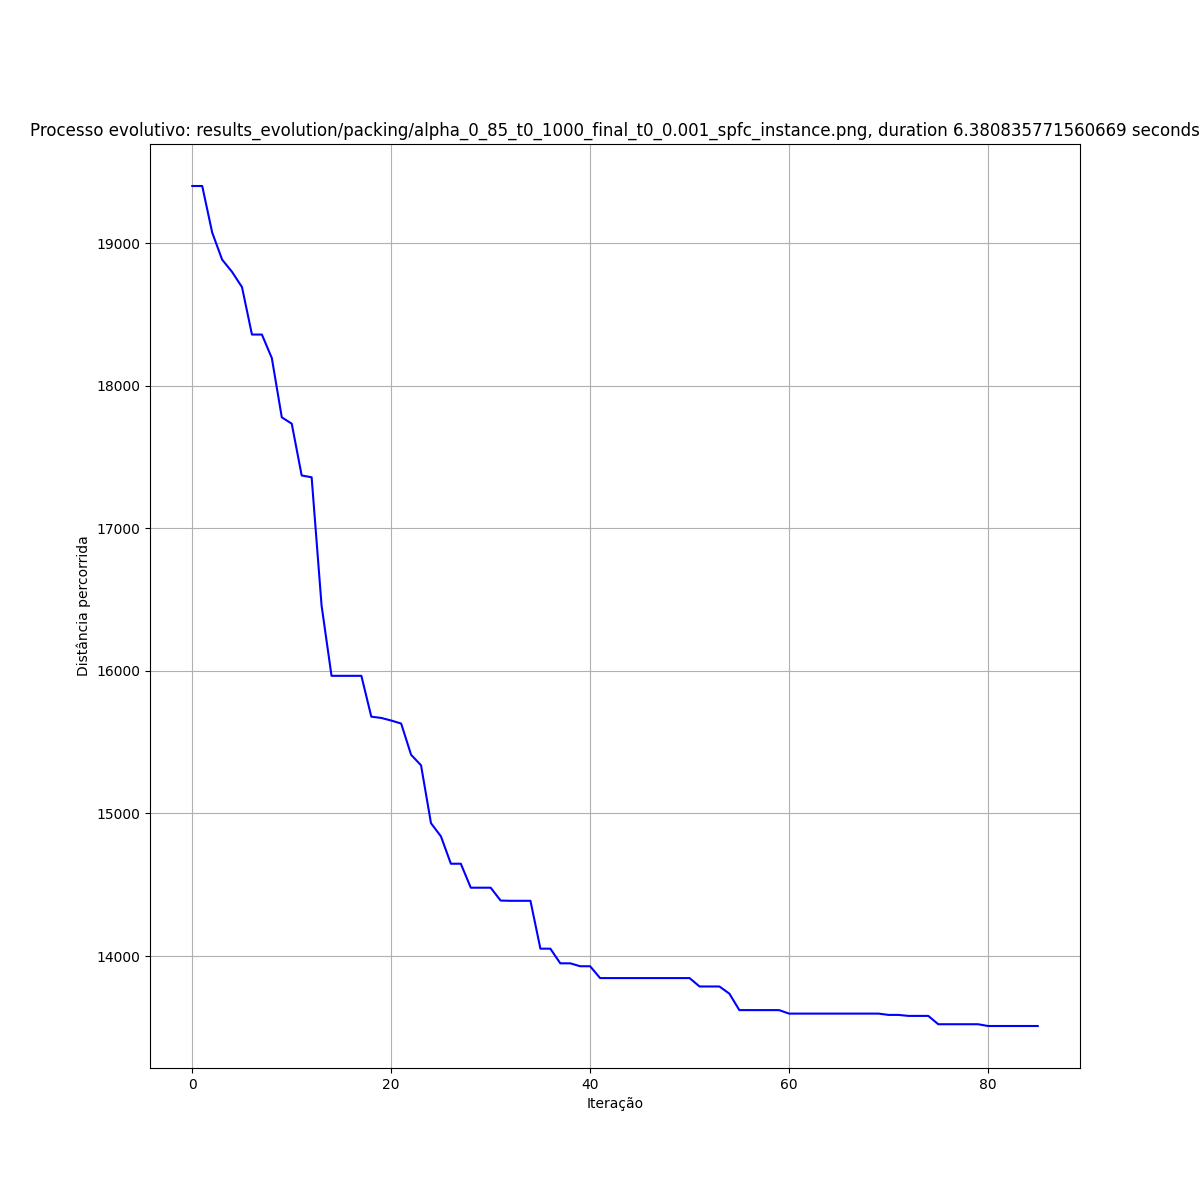 Processo evolutivo: results_evolution/packing/alpha_0_85_t0_1000_final_t0_0.001_spfc_instance.png, duration 6.380835771560669 seconds
19000
18000
17000
16000
15000
14000
Distância percorrida
0 20 40 60 80
Iteração